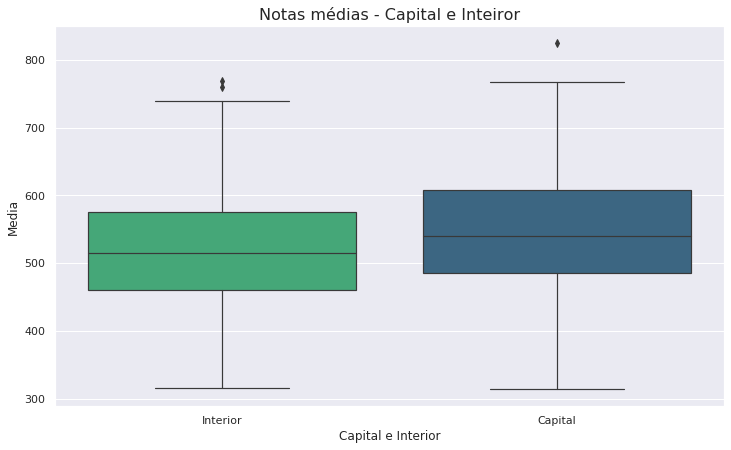 Notas médias - Capital e Inteiror
800
700
600
500
400
300
Media
Interior
Capital
Capital e Interior